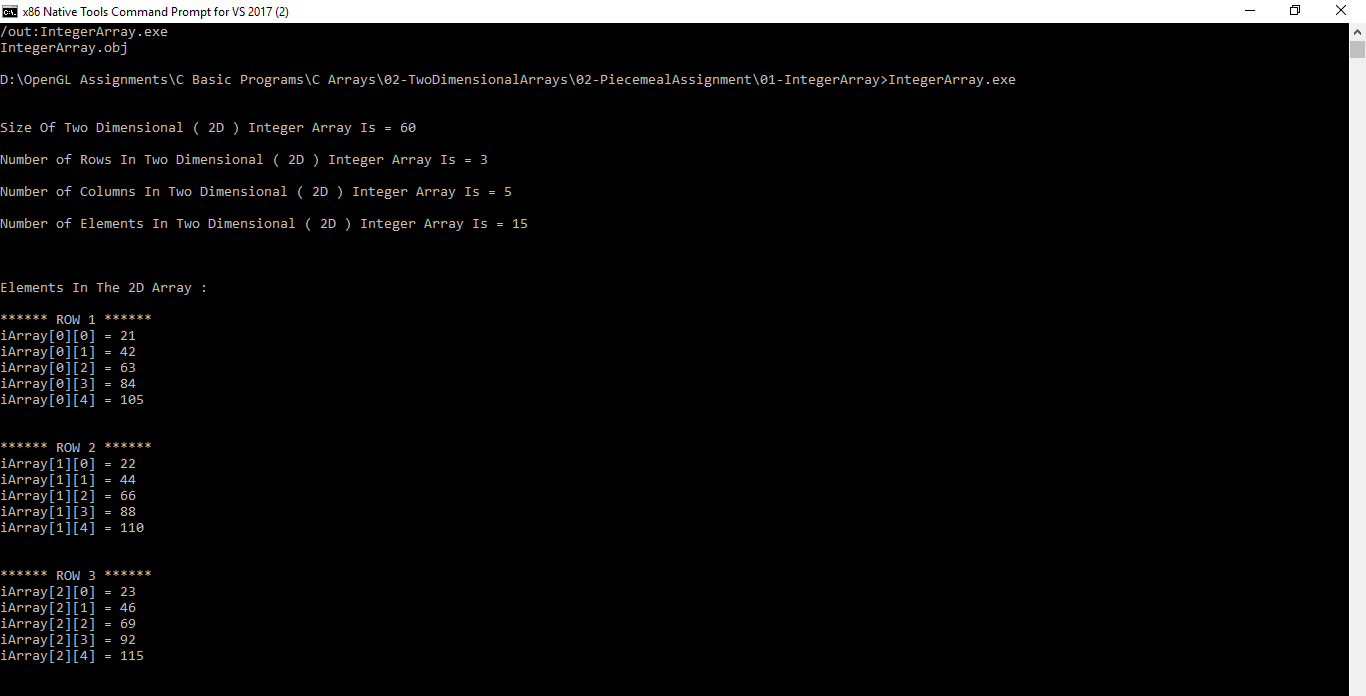 x86 Native Tools Command Prompt for VS 2017 (2)
/out:IntegerArray.exe
IntegerArray.obj
D:\OpenGL Assignments\C Basic Programs\C Arrays\02-TwoDimensionalArrays\02-PiecemealAssignment\01-IntegerArray>IntegerArray.exe
Size Of Two Dimensional ( 2D ) Integer Array Is = 60
Number of Rows In Two Dimensional ( 2D ) Integer Array Is = 3
Number of Columns In Two Dimensional ( 2D ) Integer Array Is = 5
Number of Elements In Two Dimensional ( 2D ) Integer Array Is = 15
Elements In The 2D Array :
****** ROW 1 ******
iArray[0][0] = 21
iArray[0][1] = 42
iArray[0][2] = 63
iArray[0][3] = 84
iArray[0][4] = 105
****** ROW 2 ******
iArray[1][0] = 22
iArray[1][1] = 44
iArray[1][2] = 66
iArray[1][3] = 88
iArray[1][4] = 110
****** ROW 3 ******
iArray[2][0] = 23
iArray[2][1] = 46
iArray[2][2] = 69
iArray[2][3] = 92
iArray[2][4] = 115